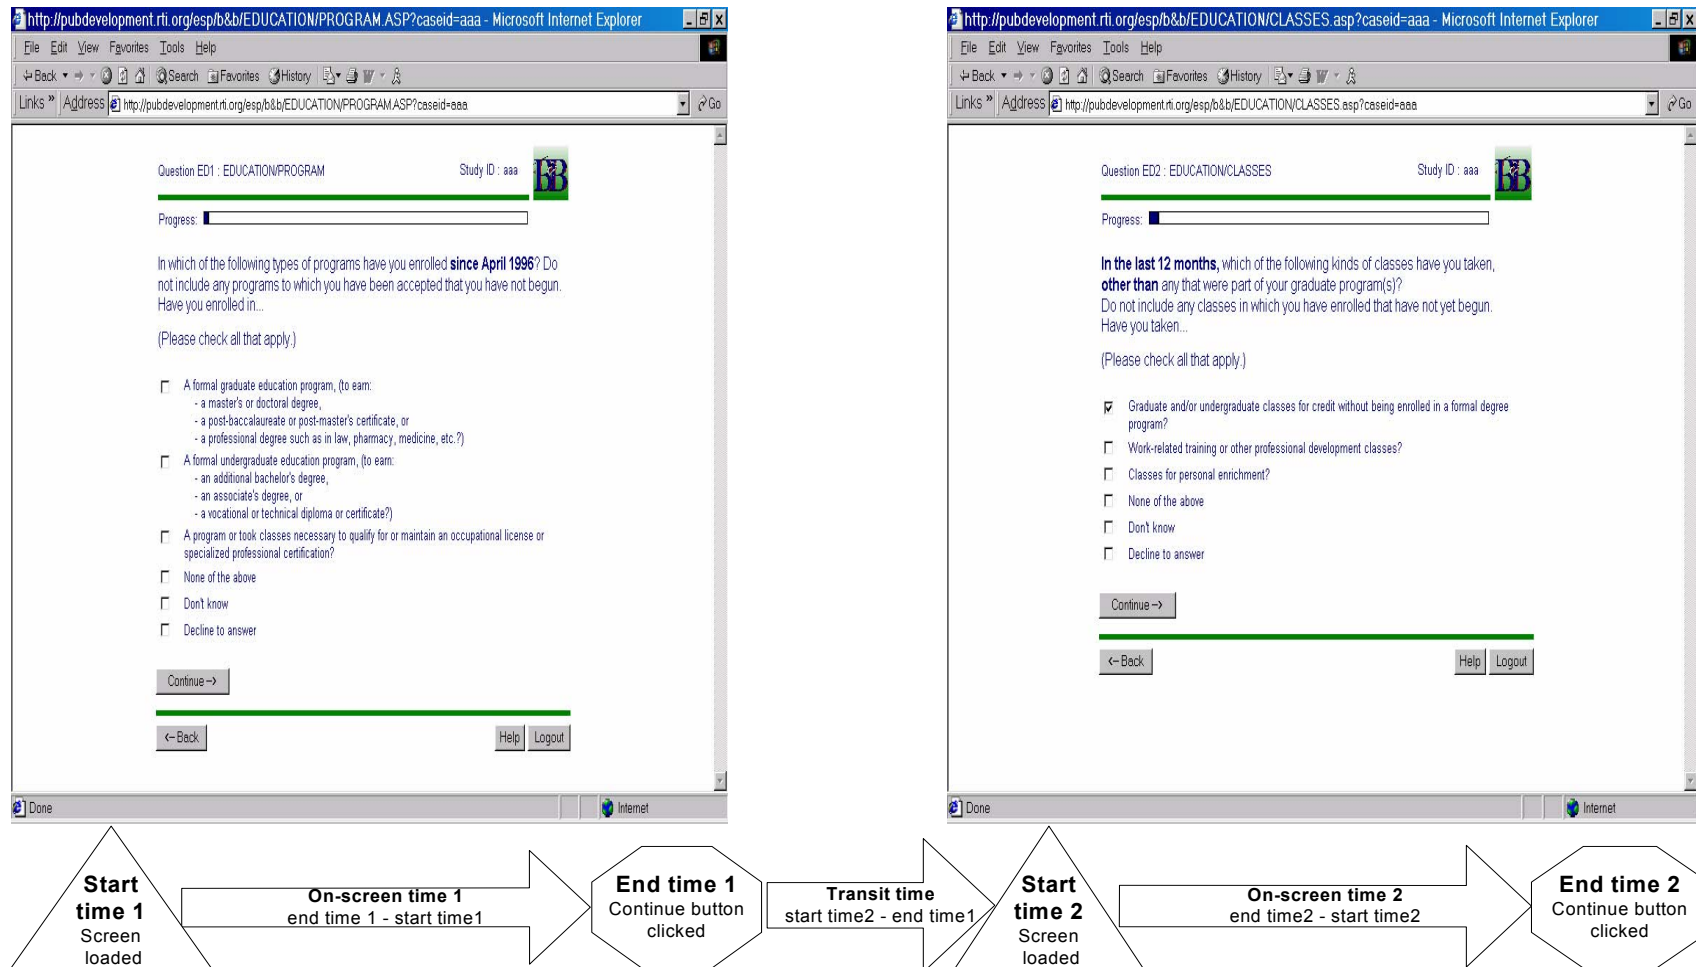 http://pubdevelopment.rti.org/esp/b&b/EDUCATION/PROGRAM.ASP?caseid=aaa - Microsoft Internet Explorer
File Edit View Favorites Tools Help
Back Search Favorites History
Links » Address http://pubdevelopment.rti.org/esp/b&b/EDUCATION/PROGRAM.ASP?caseid=aaa Go
Question ED1 : EDUCATION/PROGRAM Study ID : aaa
B&B
Progress:
In which of the following types of programs have you enrolled since April 1996? Do
not include any programs to which you have been accepted that you have not begun.
Have you enrolled in...
(Please check all that apply.)
A formal graduate education program, (to earn:
- a master's or doctoral degree,
- a post-baccalaureate or post-master's certificate, or
- a professional degree such as in law, pharmacy, medicine, etc.?)
A formal undergraduate education program, (to earn:
- an additional bachelor's degree,
- an associate's degree, or
- a vocational or technical diploma or certificate?)
A program or took classes necessary to qualify for or maintain an occupational license or
specialized professional certification?
None of the above
Don't know
Decline to answer
Continue -->
<-- Back Help Logout
Done Internet
http://pubdevelopment.rti.org/esp/b&b/EDUCATION/CLASSES.asp?caseid=aaa - Microsoft Internet Explorer
File Edit View Favorites Tools Help
Back Search Favorites History
Links » Address http://pubdevelopment.rti.org/esp/b&b/EDUCATION/CLASSES.asp?caseid=aaa Go
Question ED2 : EDUCATION/CLASSES Study ID : aaa
B&B
Progress:
In the last 12 months, which of the following kinds of classes have you taken,
other than any that were part of your graduate program(s)?
Do not include any classes in which you have enrolled that have not yet begun.
Have you taken...
(Please check all that apply.)
Graduate and/or undergraduate classes for credit without being enrolled in a formal degree
program?
Work-related training or other professional development classes?
Classes for personal enrichment?
None of the above
Don't know
Decline to answer
Continue -->
<-- Back Help Logout
Done Internet
Start
time 1
Screen
loaded
On-screen time 1
end time 1 - start time1
End time 1
Continue button
clicked
Transit time
start time2 - end time1
Start
time 2
Screen
loaded
On-screen time 2
end time2 - start time2
End time 2
Continue button
clicked